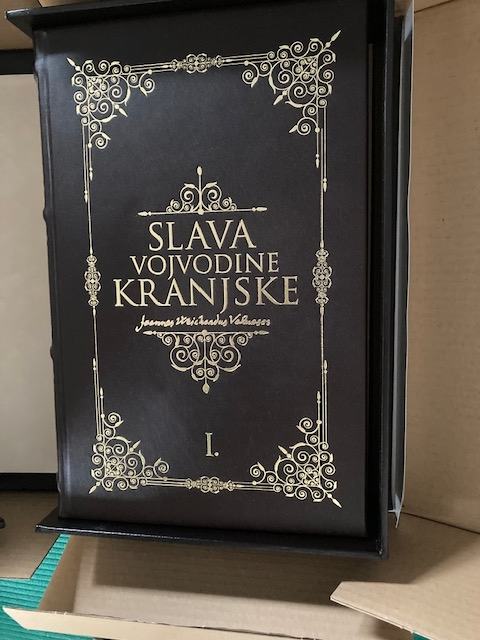 SLAVA
VOJVODINE
KRANJSKE
Joannes Weichardus Valvasor
I.